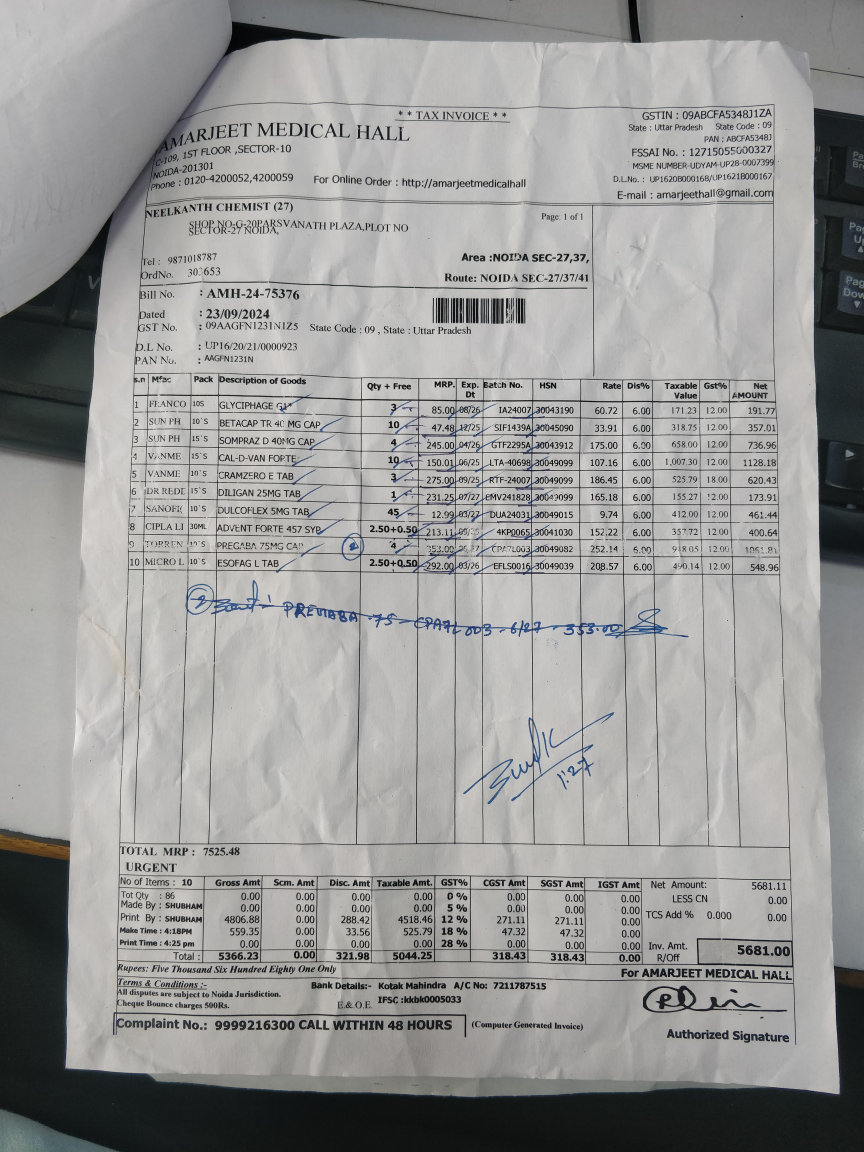 * * TAX INVOICE * *
AMARJEET MEDICAL HALL
C-109, 1ST FLOOR ,SECTOR-10
NOIDA-201301
Phone : 0120-4200052,4200059 For Online Order : http://amarjeetmedicalhall
GSTIN : 09ABCFA5348J1ZA
State : Uttar Pradesh State Code : 09
PAN : ABCFA5348J
FSSAI No. : 12715055000327
MSME NUMBER-UDYAM-UP28-0007399
D.L.No. : UP1620B000168/UP1621B000167
E-mail : amarjeethall@gmail.com
NEELKANTH CHEMIST (27)
Page: 1 of 1
SHOP NO-G-20PARSVANATH PLAZA,PLOT NO
SECTOR-27 NOIDA,
Tel : 9871018787
Area :NOIDA SEC-27,37,
OrdNo. 303653
Route: NOIDA SEC-27/37/41
Bill No. : AMH-24-75376
Dated : 23/09/2024
GST No. : 09AAGFN1231N1Z5 State Code : 09 , State : Uttar Pradesh
D.L No. : UP16/20/21/0000923
PAN No. : AAGFN1231N
s.n Mfac Pack Description of Goods Qty + Free MRP. Exp. Dt Batch No. HSN Rate Dis% Taxable Value Gst% Net AMOUNT
1 FRANCO 10S GLYCIPHAGE G1* 3 85.00 08/26 IA24007 30043190 60.72 6.00 171.23 12.00 191.77
2 SUN PH 10`S BETACAP TR 40 MG CAP 10 47.48 12/25 SIF1439A 30045090 33.91 6.00 318.75 12.00 357.01
3 SUN PH 15`S SOMPRAZ D 40MG CAP 4 245.00 04/26 GTF2295A 30043912 175.00 6.00 658.00 12.00 736.96
4 VANME 15`S CAL-D-VAN FORTE 10 150.01 06/25 LTA-40698 30049099 107.16 6.00 1,007.30 12.00 1128.18
5 VANME 10`S CRAMZERO E TAB 3 275.00 09/25 RTF-24007 30049099 186.45 6.00 525.79 18.00 620.43
6 DR REDD 15`S DILIGAN 25MG TAB 1 231.25 07/27 EMV241828 30049099 165.18 6.00 155.27 12.00 173.91
7 SANOFK 10`S DULCOFLEX 5MG TAB 45 12.99 03/27 DUA24031 30049015 9.74 6.00 412.00 12.00 461.44
8 CIPLA LI 30ML ADVENT FORTE 457 SYP 2.50+0.50 213.11 4KP0065 30041030 152.22 6.00 357.72 12.00 400.64
9 TORREN 10`S PREGABA 75MG CAP 2 4 353.00 CPA7L003 30049082 252.14 6.00 12.00 1061.81
10 MICRO L 10`S ESOFAG L TAB 2.50+0.50 292.00 03/26 EFLS0016 30049039 208.57 6.00 490.14 12.00 548.96
2 75 - CPA7L003 - 6/27 - 353.00
1:27
TOTAL MRP : 7525.48
URGENT
No of Items : 10 Gross Amt Scm. Amt Disc. Amt Taxable Amt. GST% CGST Amt SGST Amt IGST Amt Net Amount: 5681.11
Tot Qty : 86 0.00 0.00 0.00 0.00 0 % 0.00 0.00 0.00 LESS CN 0.00
Made By : SHUBHAM 0.00 0.00 0.00 0.00 5 % 0.00 0.00 0.00 TCS Add % 0.000 0.00
Print By : SHUBHAM 4806.88 0.00 288.42 4518.46 12 % 271.11 271.11 0.00
Make Time : 4:18PM 559.35 0.00 33.56 525.79 18 % 47.32 47.32 0.00
Print Time : 4:25 pm 0.00 0.00 0.00 0.00 28 % 0.00 0.00 0.00 Inv. Amt. 5681.00
Total : 5366.23 0.00 321.98 5044.25 318.43 318.43 0.00 R/Off
Rupees: Five Thousand Six Hundred Eighty One Only
For AMARJEET MEDICAL HALL
Terms & Conditions :-
All disputes are subject to Noida Jurisdiction.
Cheque Bounce charges 500Rs.
Bank Details:- Kotak Mahindra A/C No: 7211787515
E.& O.E IFSC :kkbk0005033
Complaint No.: 9999216300 CALL WITHIN 48 HOURS (Computer Generated Invoice)
Authorized Signature